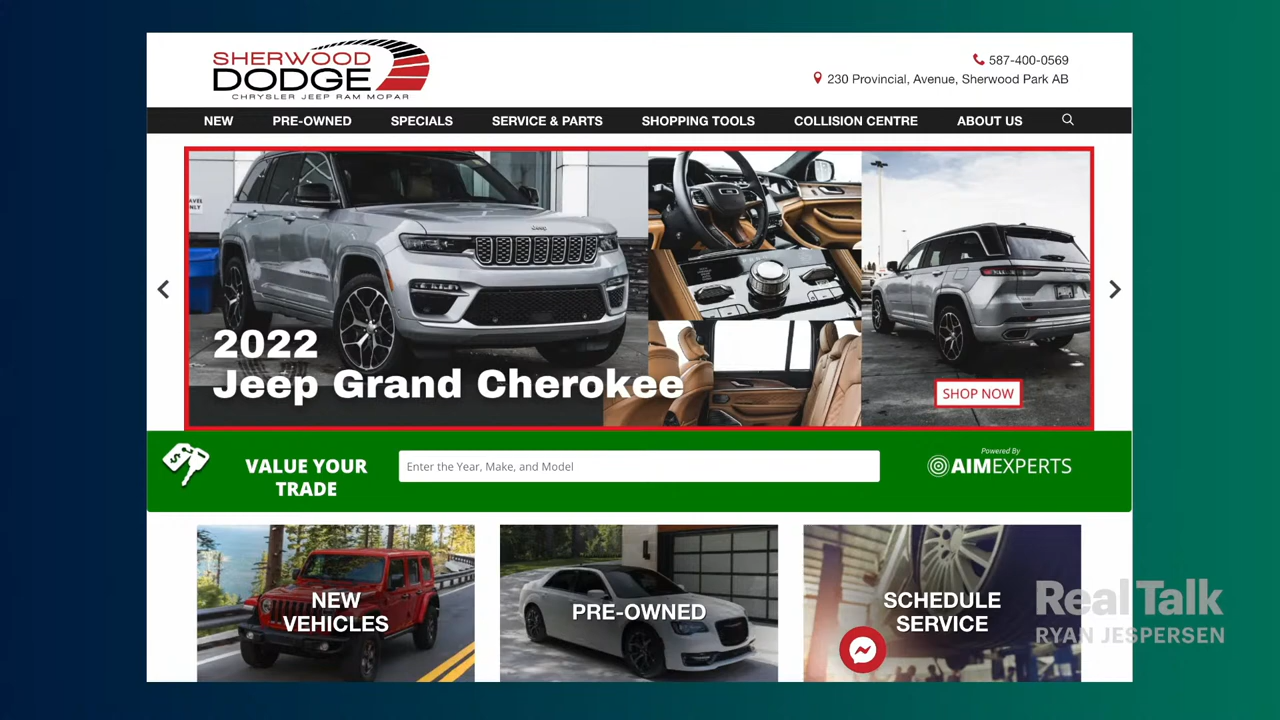 SHERWOOD
DODGE
CHRYSLER JEEP RAM MOPAR
587-400-0569
230 Provincial, Avenue, Sherwood Park AB
NEW PRE-OWNED SPECIALS SERVICE & PARTS SHOPPING TOOLS COLLISION CENTRE ABOUT US
2022
Jeep Grand Cherokee
SHOP NOW
VALUE YOUR
TRADE
Enter the Year, Make, and Model
Powered By
AIMEXPERTS
NEW
VEHICLES
PRE-OWNED
SCHEDULE
SERVICE
Real Talk
RYAN JESPERSEN